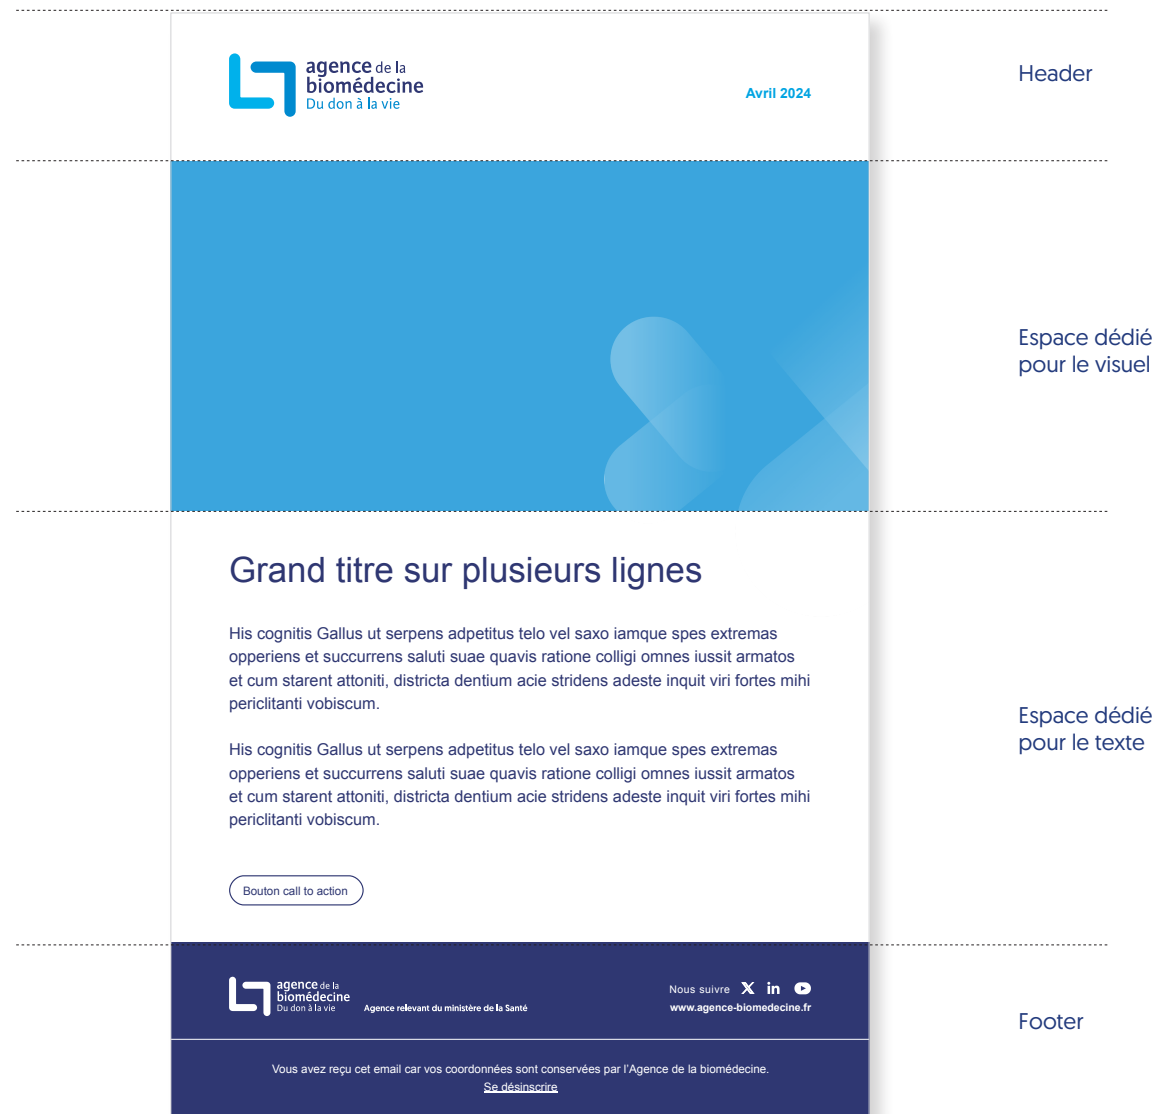 agence de la
biomédecine
Du don à la vie
Avril 2024
Header
Espace dédié
pour le visuel
Grand titre sur plusieurs lignes
His cognitis Gallus ut serpens adpetitus telo vel saxo iamque spes extremas
opperiens et succurrens saluti suae quavis ratione colligi omnes iussit armatos
et cum starent attoniti, districta dentium acie stridens adeste inquit viri fortes mihi
periclitanti vobiscum.
His cognitis Gallus ut serpens adpetitus telo vel saxo iamque spes extremas
opperiens et succurrens saluti suae quavis ratione colligi omnes iussit armatos
et cum starent attoniti, districta dentium acie stridens adeste inquit viri fortes mihi
periclitanti vobiscum.
Espace dédié
pour le texte
Bouton call to action
agence de la
biomédecine
Du don à la vie
Agence relevant du ministère de la Santé
Nous suivre X in
www.agence-biomedecine.fr
Footer
Vous avez reçu cet email car vos coordonnées sont conservées par l'Agence de la biomédecine.
Se désinscrire